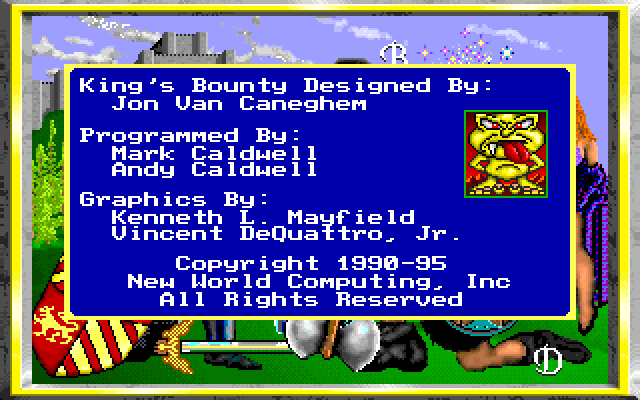 B
King's Bounty Designed By:
Jon Van Caneghem
Programmed By:
Mark Caldwell
Andy Caldwell
Graphics By:
Kenneth L. Mayfield
Vincent DeQuattro, Jr.
Copyright 1990-95
New World Computing, Inc
All Rights Reserved
D